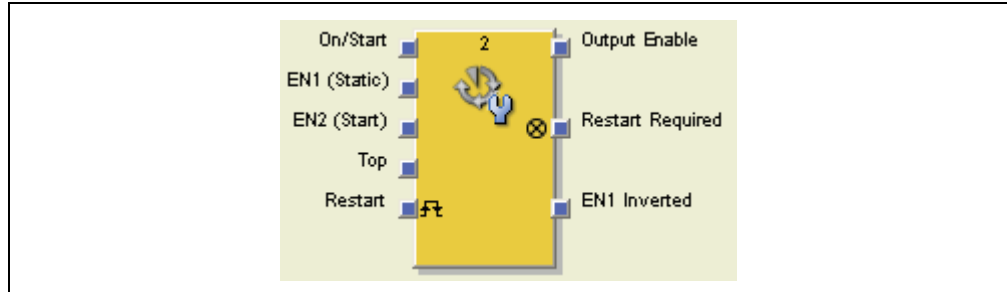 On/Start
EN1 (Static)
EN2 (Start)
Top
Restart
2
Output Enable
Restart Required
EN1 Inverted